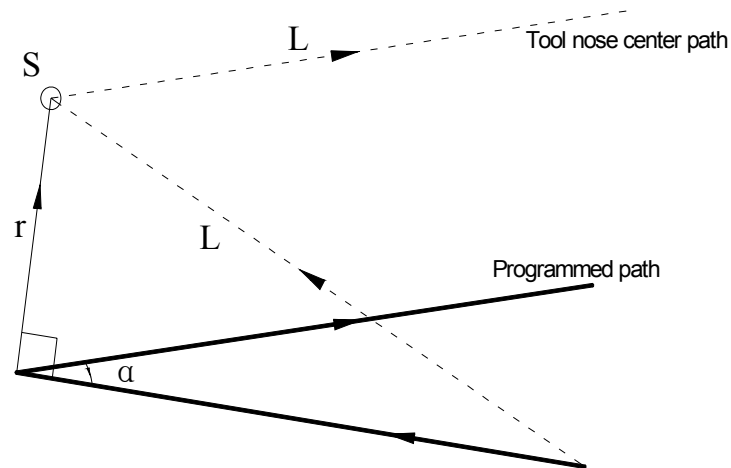 L
Tool nose center path
S
r
L
Programmed path
α